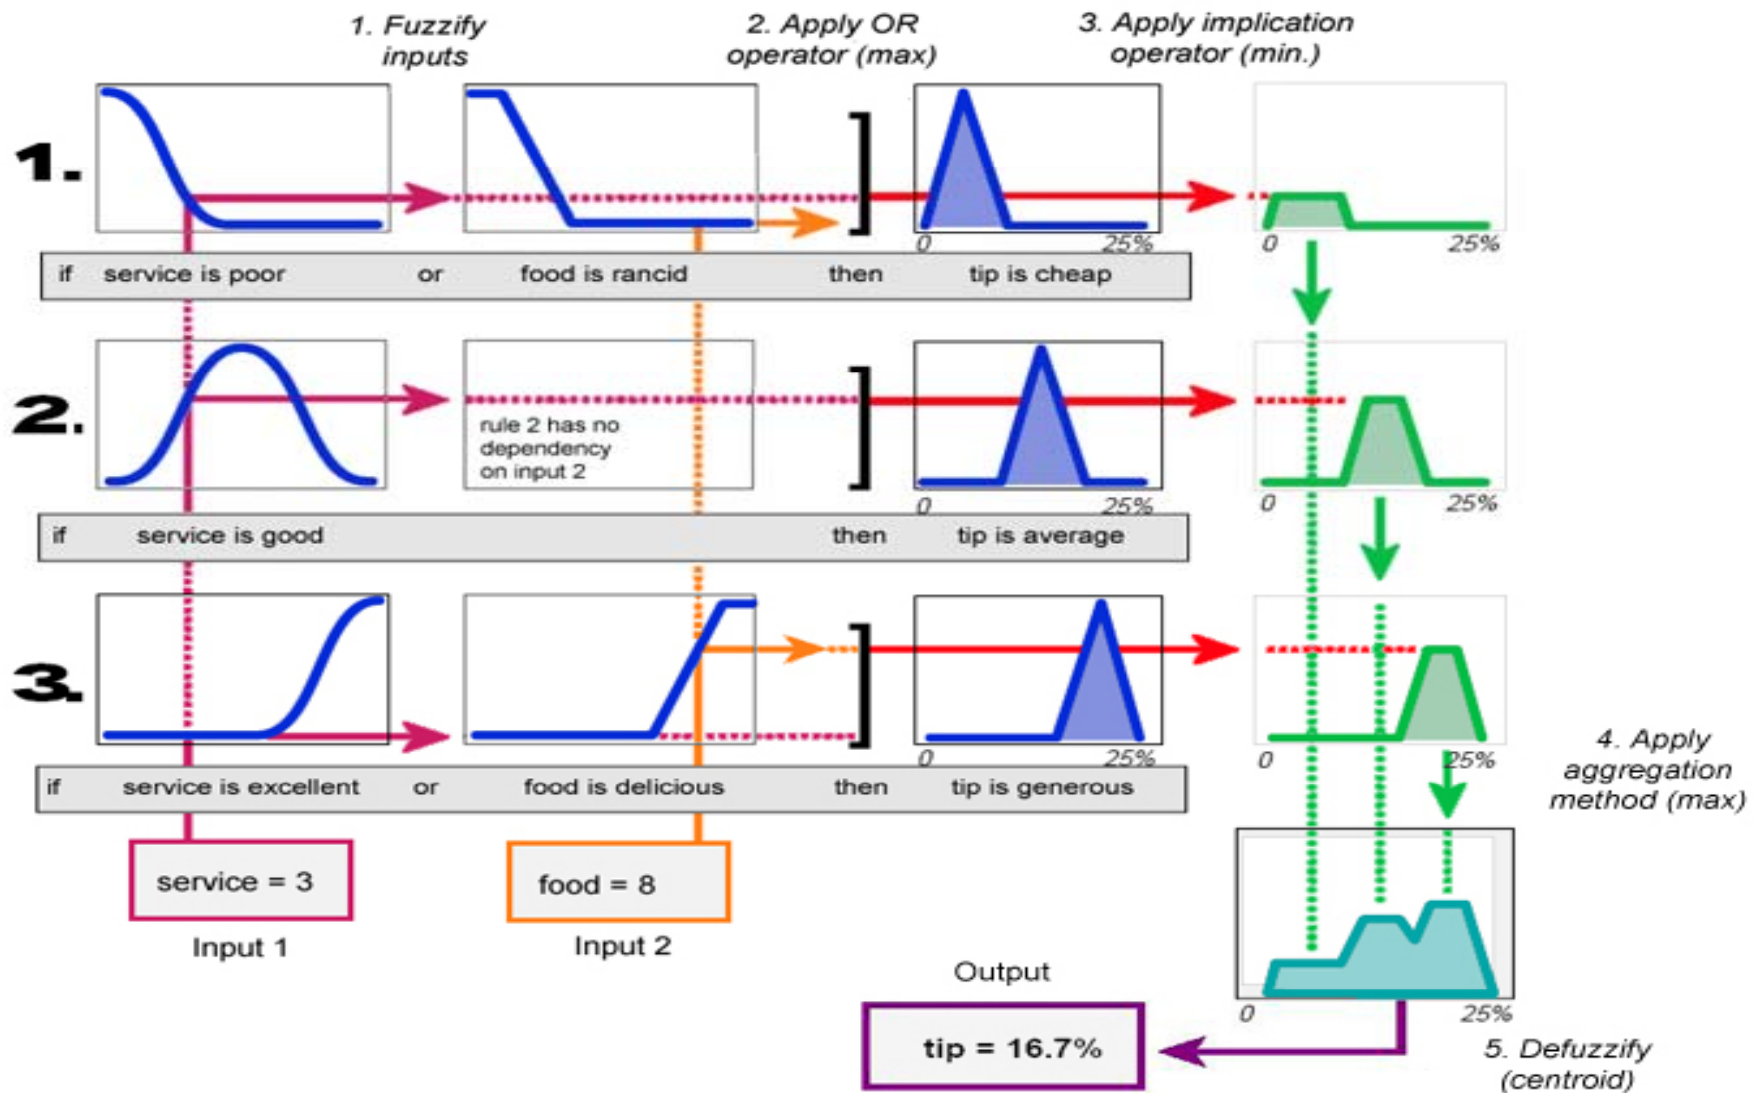 1. Fuzzify
inputs
2. Apply OR
operator (max)
3. Apply implication
operator (min.)
1.
0
25%
0
25%
if service is poor or food is rancid then tip is cheap
2.
rule 2 has no
dependency
on input 2
0
25%
0
25%
if service is good then tip is average
3.
0
25%
0
25%
if service is excellent or food is delicious then tip is generous
4. Apply
aggregation
method (max)
service = 3
food = 8
Input 1
Input 2
Output
0
25%
tip = 16.7%
5. Defuzzify
(centroid)